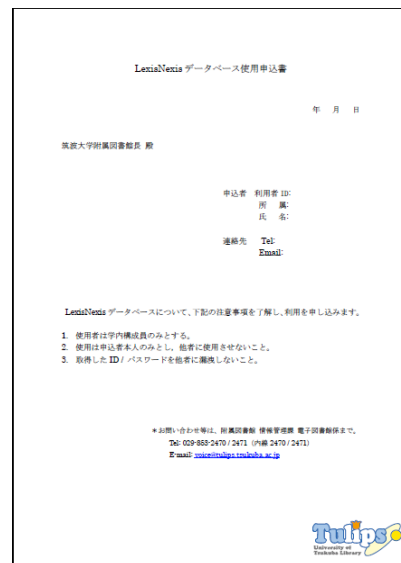 LexisNexis データベース使用申込書
年 月 日
筑波大学附属図書館長 殿
申込者 利用者 ID:
所 属:
氏 名:
連絡先 Tel:
Email:
LexisNexis データベースについて、下記の注意事項を了解し、利用を申し込みます。
1. 使用者は学内構成員のみとする。
2. 使用は申込者本人のみとし、他者に使用させないこと。
3. 取得した ID / パスワードを他者に漏洩しないこと。
*お問い合わせ等は、附属図書館 情報管理課 電子図書館係まで。
Tel: 029-853-2470 / 2471 (内線 2470 / 2471)
E-mail: voice@tulips.tsukuba.ac.jp
Tulips
University of
Tsukuba Library